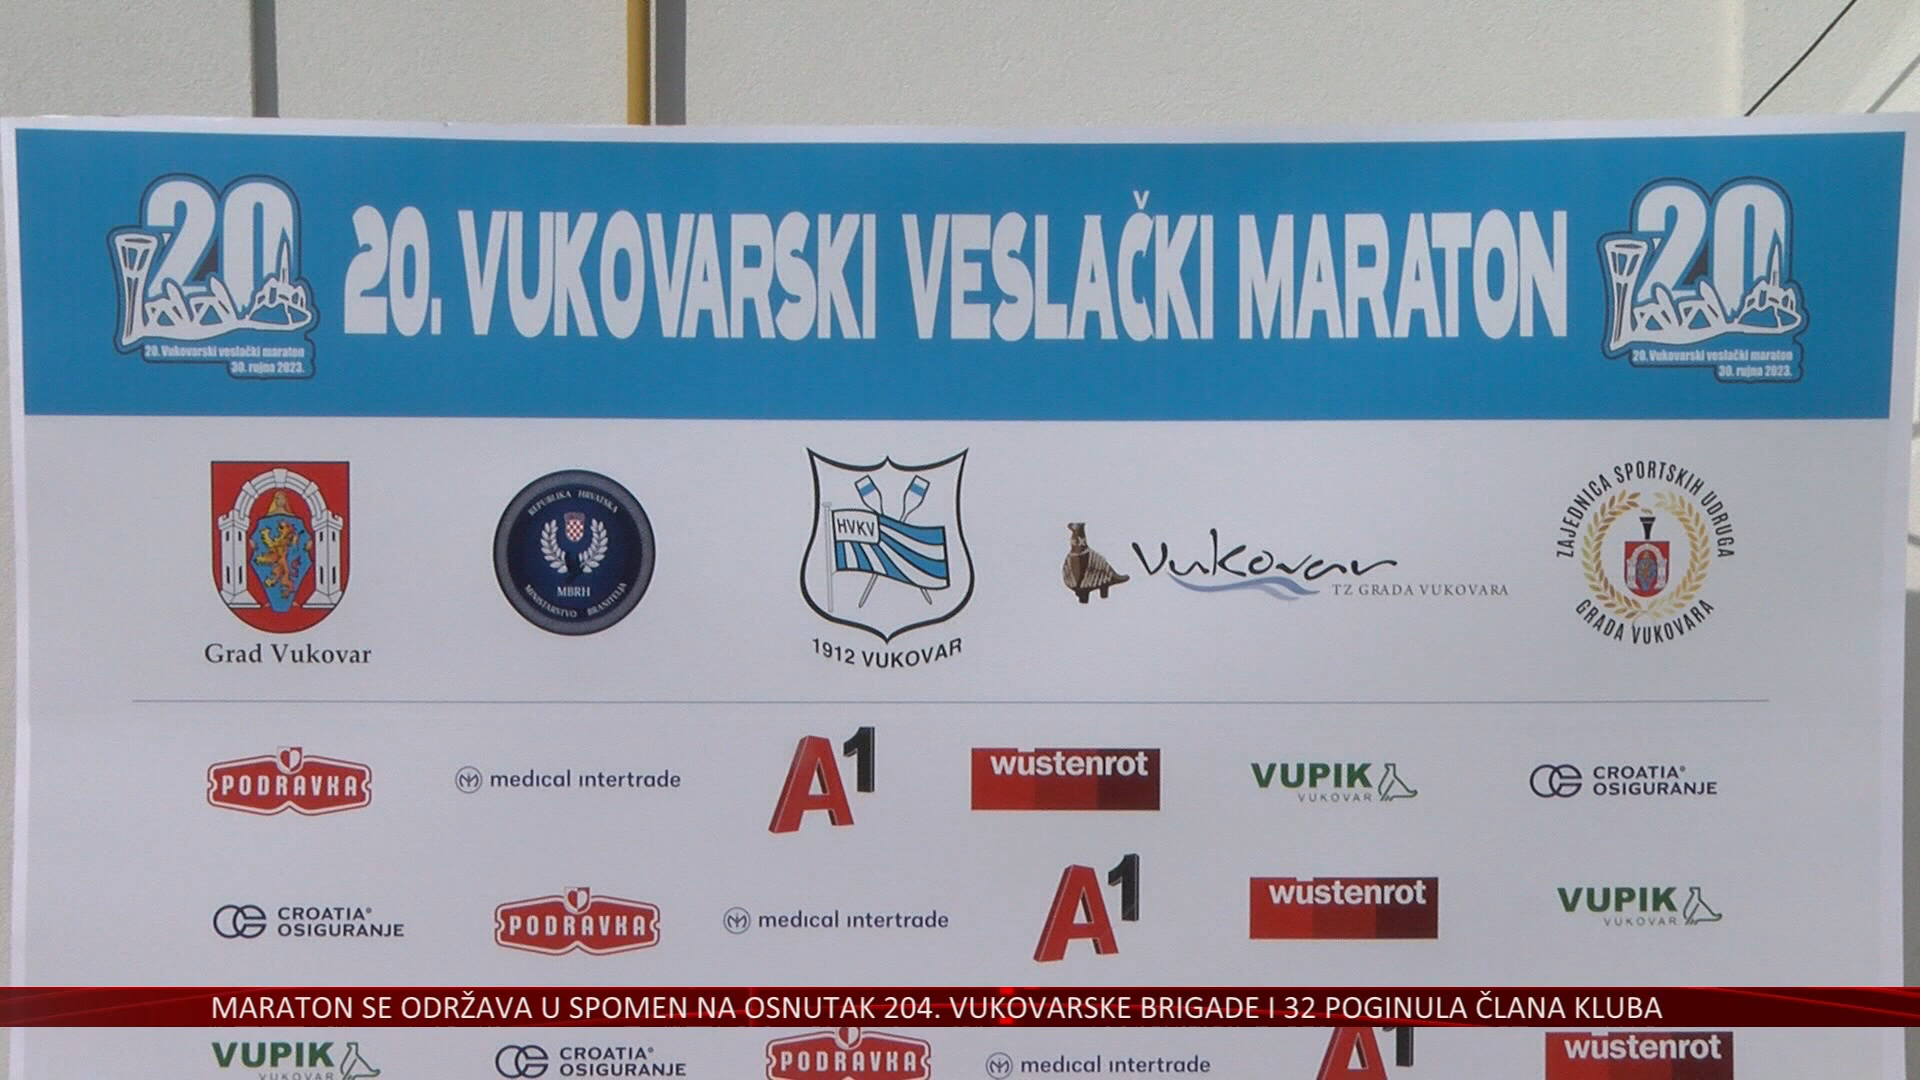 20
20. Vukovarski veslački maraton
30. rujna 2023.
20. VUKOVARSKI VESLAČKI MARATON
20
20. Vukovarski veslački maraton
30. rujna 2023.
Grad Vukovar
REPUBLIKA HRVATSKA
MBRH
MINISTARSTVO BRANITELJA
HVKV
1912 VUKOVAR
Vukovar
TZ GRADA VUKOVARA
ZAJEDNICA SPORTSKIH UDRUGA
GRADA VUKOVARA
PODRAVKA
medical intertrade
A1
wüstenrot
VUPIK
VUKOVAR
CROATIA®
OSIGURANJE
CROATIA®
OSIGURANJE
PODRAVKA
medical intertrade
A1
wüstenrot
VUPIK
VUKOVAR
MARATON SE ODRŽAVA U SPOMEN NA OSNUTAK 204. VUKOVARSKE BRIGADE I 32 POGINULA ČLANA KLUBA
VUPIK
VUKOVAR
CROATIA®
OSIGURANJE
PODRAVKA
medical intertrade
A1
wüstenrot